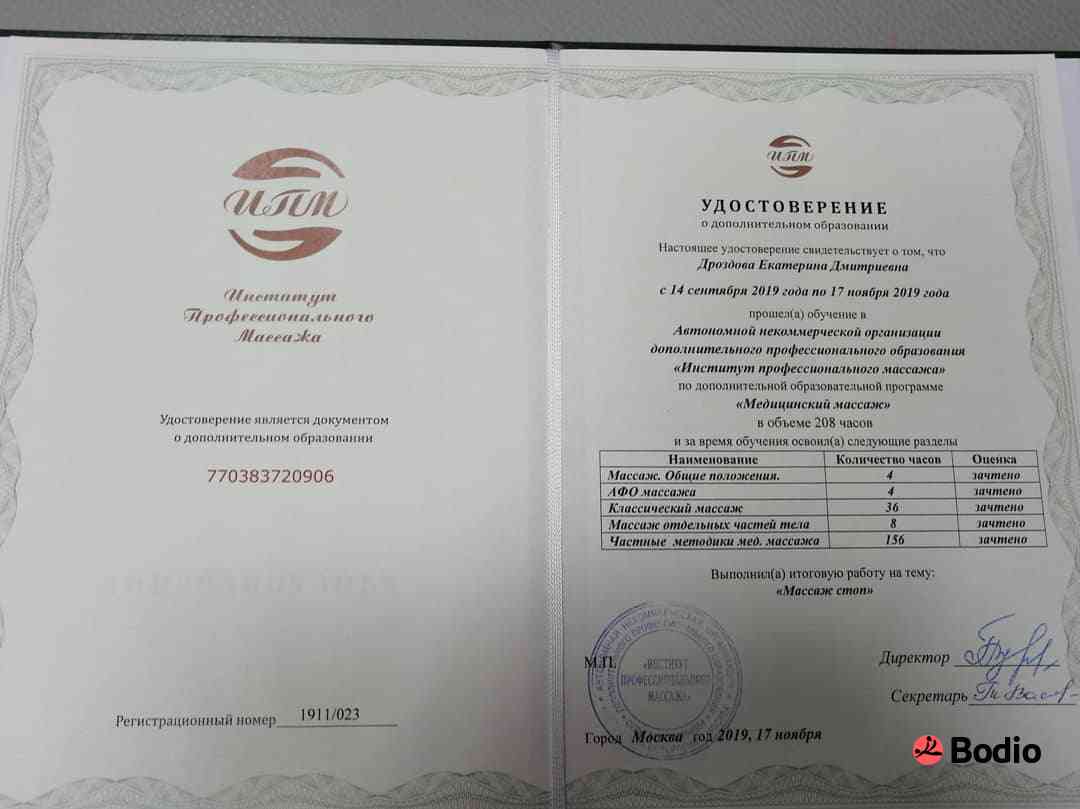 ИПМ
Институт
Профессионального
Массажа
Удостоверение является документом
о дополнительном образовании
770383720906
Регистрационный номер 1911/023
ИПМ
УДОСТОВЕРЕНИЕ
о дополнительном образовании
Настоящее удостоверение свидетельствует о том, что
Дроздова Екатерина Дмитриевна
с 14 сентября 2019 года по 17 ноября 2019 года
прошел(а) обучение в
Автономной некоммерческой организации
дополнительного профессионального образования
«Институт профессионального массажа»
по дополнительной образовательной программе
«Медицинский массаж»
в объеме 208 часов
и за время обучения освоил(а) следующие разделы
Наименование Количество часов Оценка
Массаж. Общие положения. 4 зачтено
АФО массажа 4 зачтено
Классический массаж 36 зачтено
Массаж отдельных частей тела 8 зачтено
Частные методики мед. массажа 156 зачтено
Выполнил(а) итоговую работу на тему:
«Массаж стоп»
М.П.
«ИНСТИТУТ
ПРОФЕССИОНАЛЬНОГО
МАССАЖА»
Директор
Секретарь
Город Москва год 2019, 17 ноября
Bodio